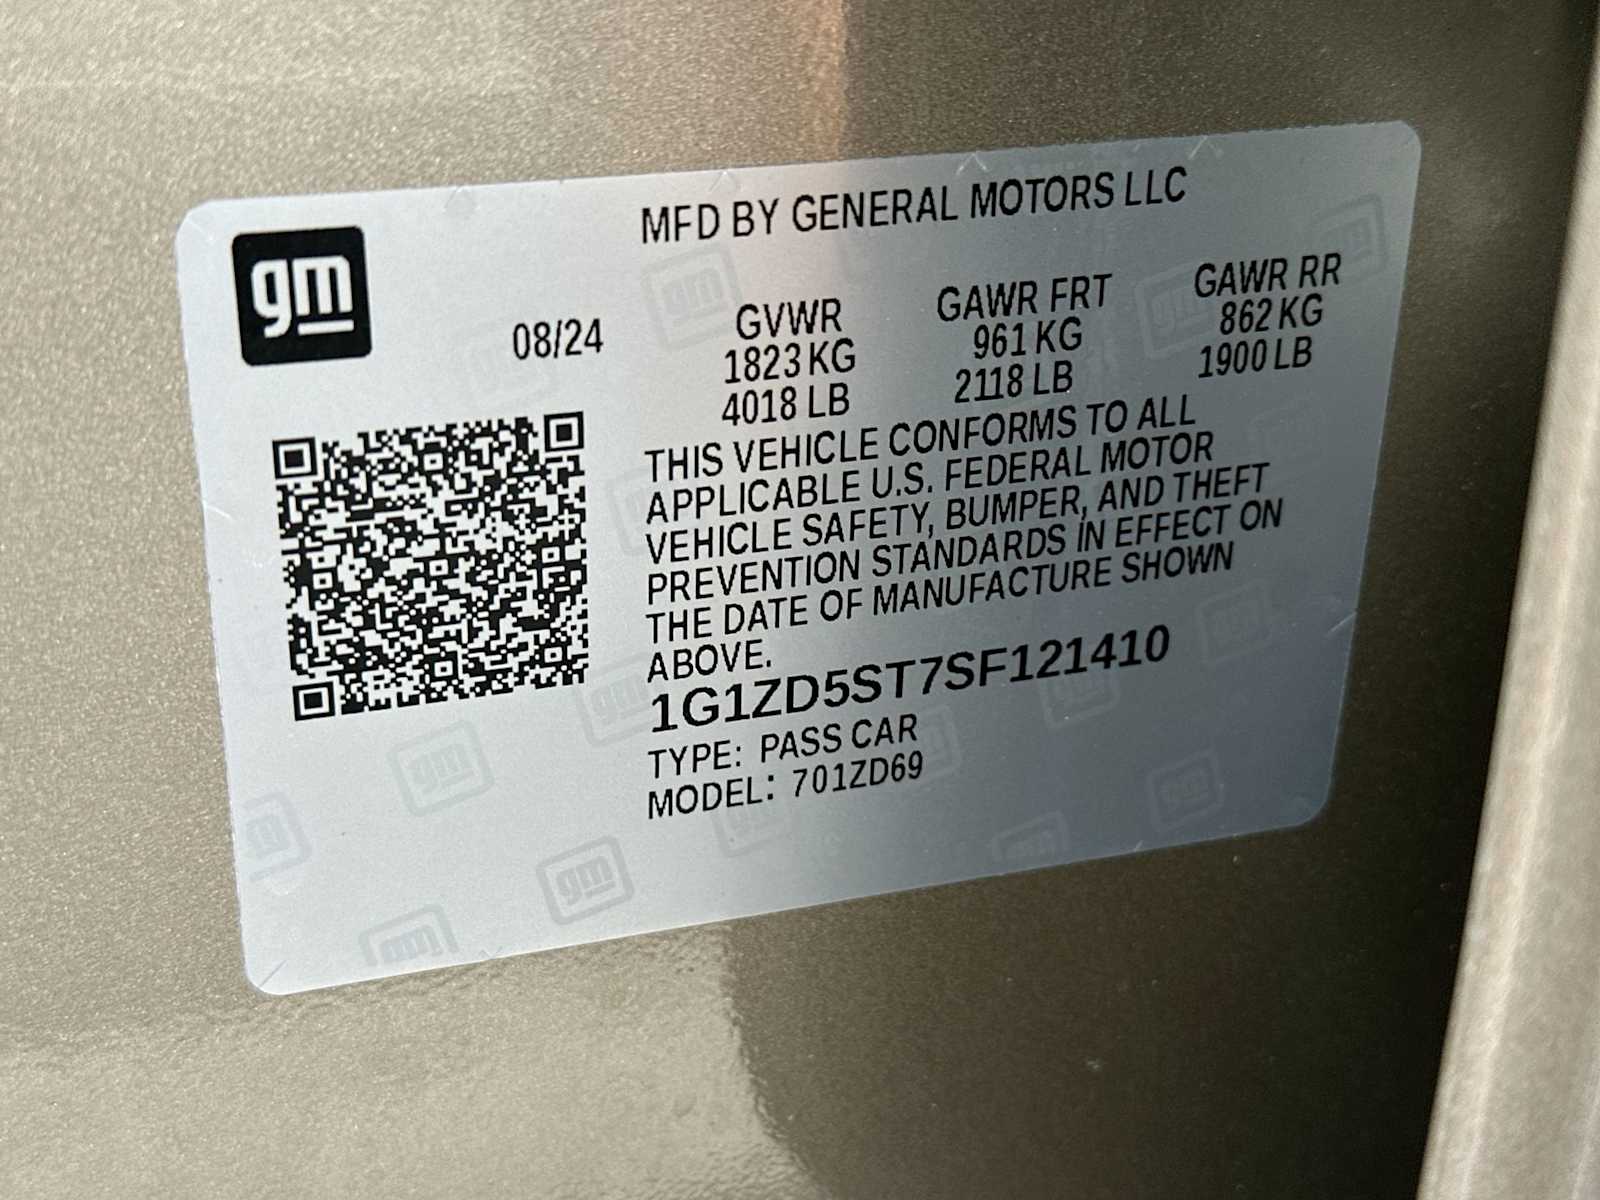 MFD BY GENERAL MOTORS LLC
gm
08/24
GVWR GAWR FRT GAWR RR
1823 KG 961 KG 862 KG
4018 LB 2118 LB 1900 LB
THIS VEHICLE CONFORMS TO ALL
APPLICABLE U.S. FEDERAL MOTOR
VEHICLE SAFETY, BUMPER, AND THEFT
PREVENTION STANDARDS IN EFFECT ON
THE DATE OF MANUFACTURE SHOWN
ABOVE.
1G1ZD5ST7SF121410
TYPE: PASS CAR
MODEL: 701ZD69